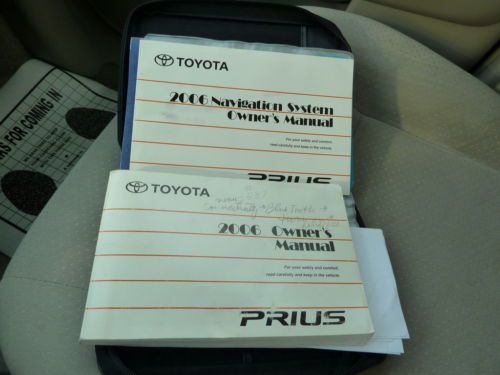 TOYOTA
2006 Navigation System
Owner's Manual
For your safety and comfort,
read carefully and keep in the vehicle.
PRIUS
TOYOTA
Blue Tooth
2006 Owner's
Manual
For your safety and comfort,
read carefully and keep in the vehicle.
PRIUS
S FOR COMING IN